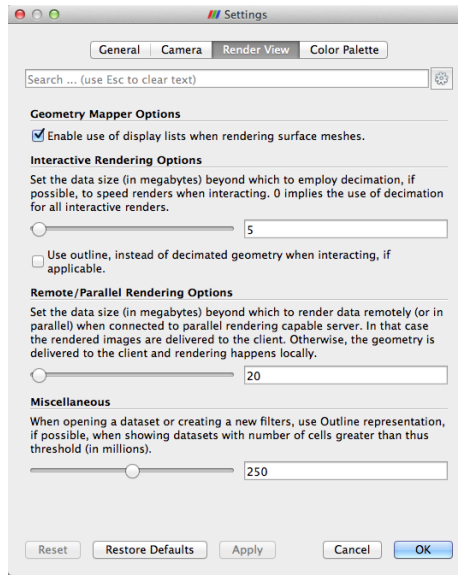 Settings
General Camera Render View Color Palette
Search ... (use Esc to clear text)
Geometry Mapper Options
Enable use of display lists when rendering surface meshes.
Interactive Rendering Options
Set the data size (in megabytes) beyond which to employ decimation, if
possible, to speed renders when interacting. 0 implies the use of decimation
for all interactive renders.
5
Use outline, instead of decimated geometry when interacting, if
applicable.
Remote/Parallel Rendering Options
Set the data size (in megabytes) beyond which to render data remotely (or in
parallel) when connected to parallel rendering capable server. In that case
the rendered images are delivered to the client. Otherwise, the geometry is
delivered to the client and rendering happens locally.
20
Miscellaneous
When opening a dataset or creating a new filters, use Outline representation,
if possible, when showing datasets with number of cells greater than thus
threshold (in millions).
250
Reset Restore Defaults Apply Cancel OK